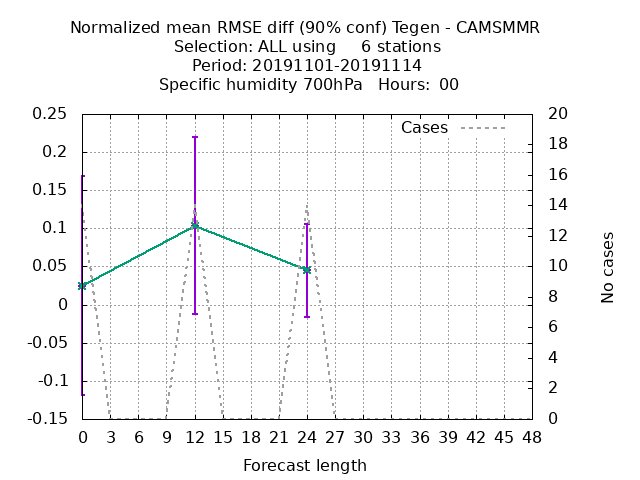 Normalized mean RMSE diff (90% conf) Tegen - CAMSMMR
Selection: ALL using     6 stations
Period: 20191101-20191114
Specific humidity 700hPa   Hours:  00
Cases
0.25
0.2
0.15
0.1
0.05
0
-0.05
-0.1
-0.15
20
18
16
14
12
10
8
6
4
2
0
No cases
0 3 6 9 12 15 18 21 24 27 30 33 36 39 42 45 48
Forecast length